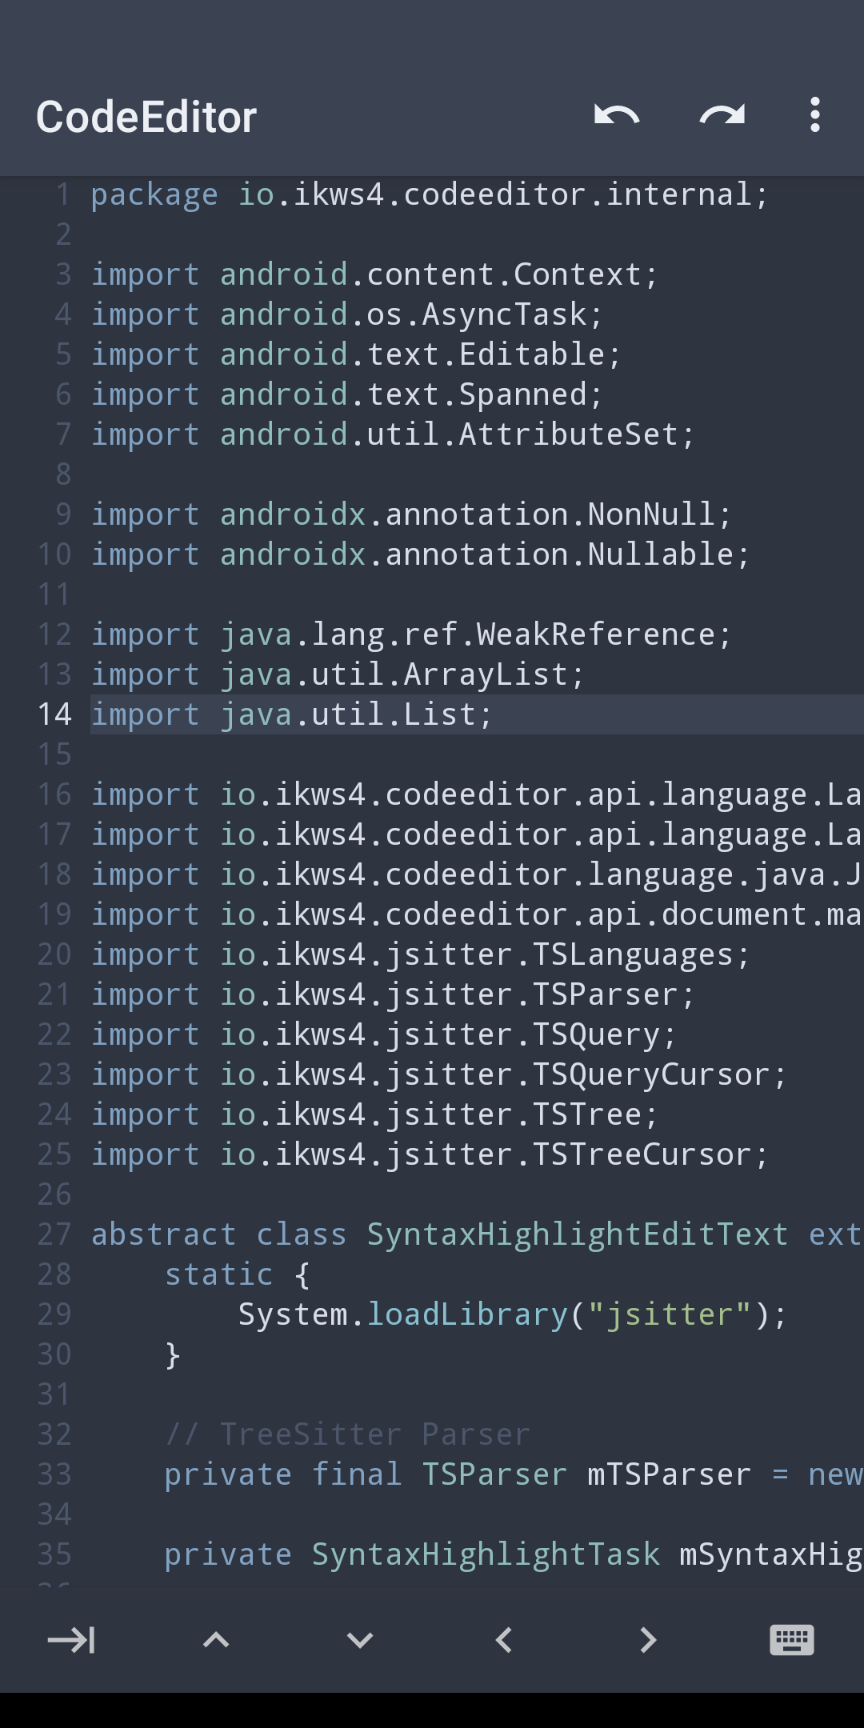 CodeEditor
1 package io.ikws4.codeeditor.internal;
2
3 import android.content.Context;
4 import android.os.AsyncTask;
5 import android.text.Editable;
6 import android.text.Spanned;
7 import android.util.AttributeSet;
8
9 import androidx.annotation.NonNull;
10 import androidx.annotation.Nullable;
11
12 import java.lang.ref.WeakReference;
13 import java.util.ArrayList;
14 import java.util.List;
15
16 import io.ikws4.codeeditor.api.language.La
17 import io.ikws4.codeeditor.api.language.La
18 import io.ikws4.codeeditor.language.java.J
19 import io.ikws4.codeeditor.api.document.ma
20 import io.ikws4.jsitter.TSLanguages;
21 import io.ikws4.jsitter.TSParser;
22 import io.ikws4.jsitter.TSQuery;
23 import io.ikws4.jsitter.TSQueryCursor;
24 import io.ikws4.jsitter.TSTree;
25 import io.ikws4.jsitter.TSTreeCursor;
26
27 abstract class SyntaxHighlightEditText ext
28     static {
29         System.loadLibrary("jsitter");
30     }
31
32     // TreeSitter Parser
33     private final TSParser mTSParser = new
34
35     private SyntaxHighlightTask mSyntaxHig